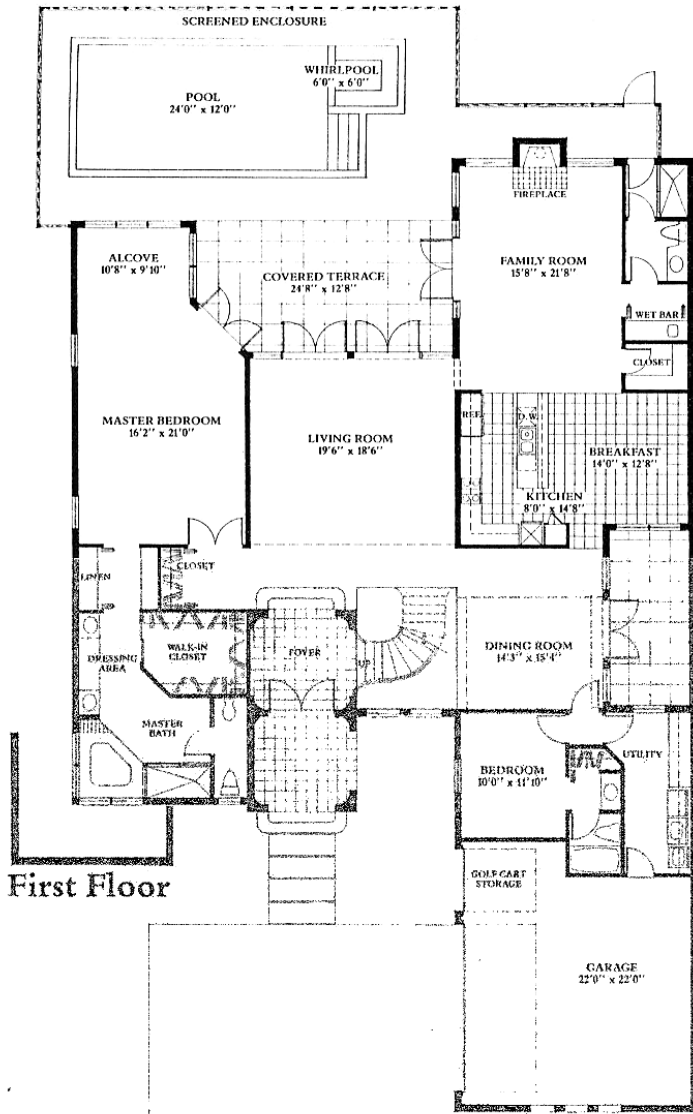 SCREENED ENCLOSURE
WHIRLPOOL
6'0" x 6'0"
POOL
24'0" x 12'0"
FIREPLACE
ALCOVE
10'8" x 9'10"
COVERED TERRACE
24'8" x 12'8"
FAMILY ROOM
15'8" x 21'8"
WET BAR
CLOSET
MASTER BEDROOM
16'2" x 21'0"
LIVING ROOM
19'6" x 18'6"
REF.
D.W.
BREAKFAST
14'0" x 12'8"
KITCHEN
8'0" x 14'8"
LINEN
CLOSET
DRESSING
AREA
WALK-IN
CLOSET
FOYER
UP
DINING ROOM
14'3" x 15'4"
MASTER
BATH
UTILITY
BEDROOM
10'0" x 11'10"
First Floor
GOLF CART
STORAGE
GARAGE
22'0" x 22'0"